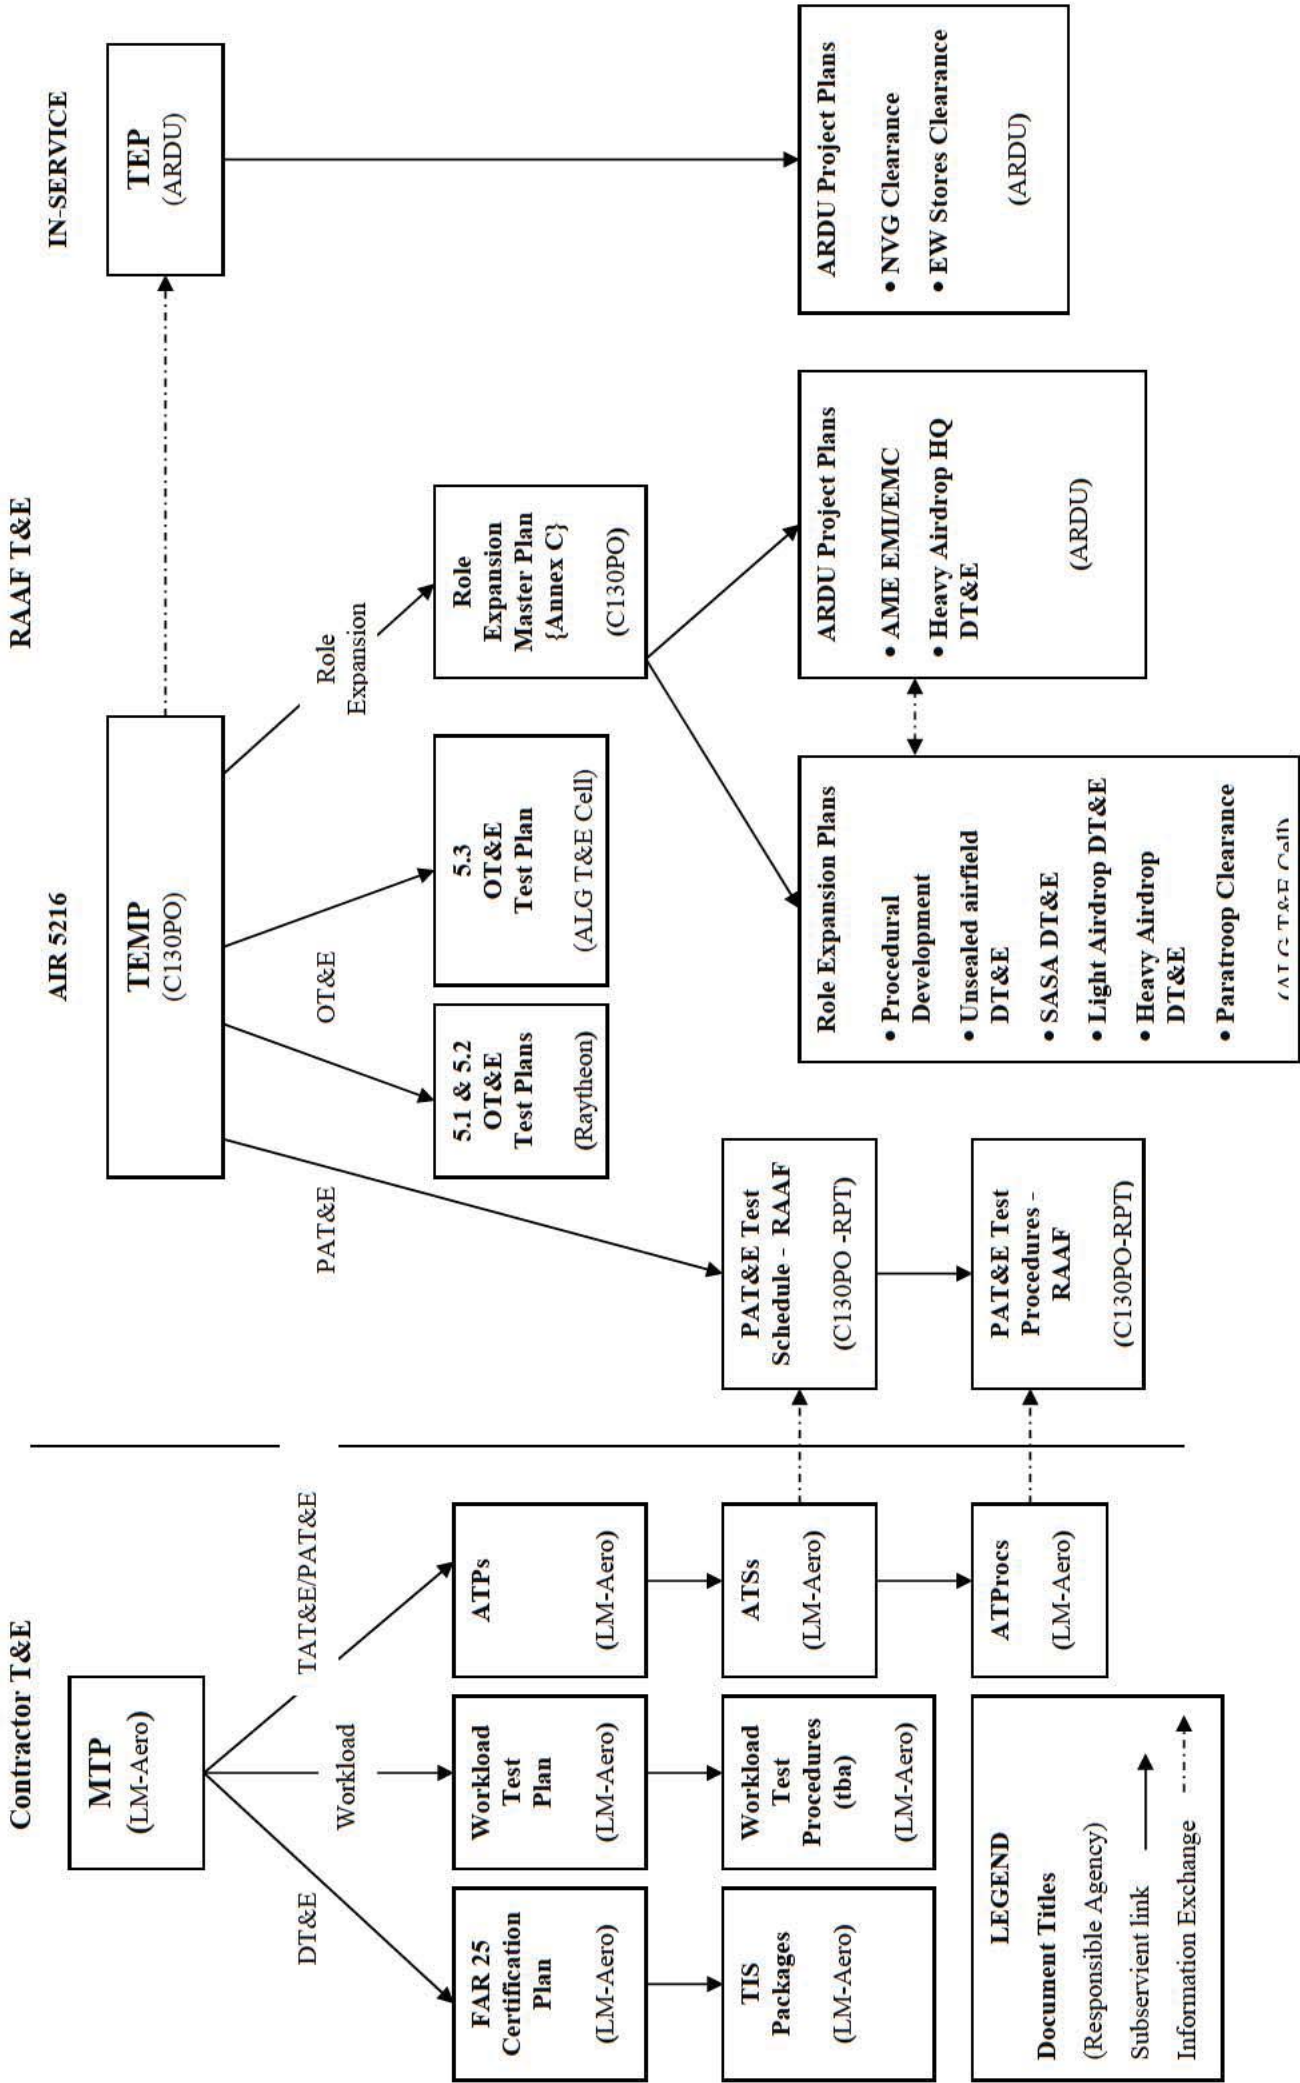 Contractor T&E
RAAF T&E
AIR 5216
IN-SERVICE
MTP
(LM-Aero)
TEMP
(C130PO)
TEP
(ARDU)
DT&E
Workload
TAT&E/PAT&E
PAT&E
OT&E
Role
Expansion
FAR 25
Certification
Plan
(LM-Aero)
Workload
Test
Plan
(LM-Aero)
ATPs
(LM-Aero)
5.1 & 5.2
OT&E
Test Plans
(Raytheon)
5.3
OT&E
Test Plan
(ALG T&E Cell)
Role
Expansion
Master Plan
{Annex C}
(C130PO)
TIS
Packages
(LM-Aero)
Workload
Test
Procedures
(tba)
(LM-Aero)
ATSs
(LM-Aero)
PAT&E Test
Schedule - RAAF
(C130PO -RPT)
Role Expansion Plans
• Procedural
Development
• Unsealed airfield
DT&E
• SASA DT&E
• Light Airdrop DT&E
• Heavy Airdrop
DT&E
• Paratroop Clearance
(ALG T&E Cell)
ARDU Project Plans
• AME EMI/EMC
• Heavy Airdrop HQ
DT&E
(ARDU)
ARDU Project Plans
• NVG Clearance
• EW Stores Clearance
(ARDU)
LEGEND
Document Titles
(Responsible Agency)
Subservient link
Information Exchange
ATProcs
(LM-Aero)
PAT&E Test
Procedures -
RAAF
(C130PO-RPT)